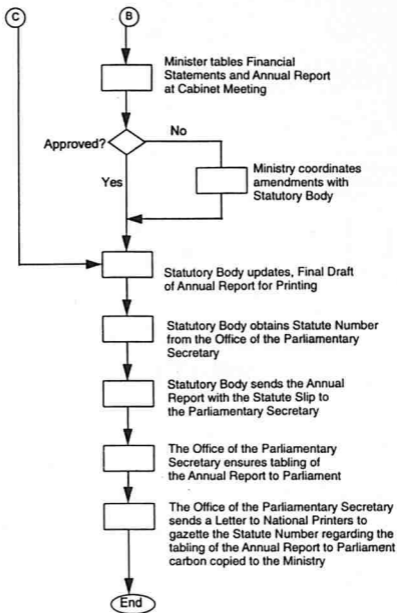 C
B
Minister tables Financial
Statements and Annual Report
at Cabinet Meeting
Approved?
No
Yes
Ministry coordinates
amendments with
Statutory Body
Statutory Body updates, Final Draft
of Annual Report for Printing
Statutory Body obtains Statute Number
from the Office of the Parliamentary
Secretary
Statutory Body sends the Annual
Report with the Statute Slip to
the Parliamentary Secretary
The Office of the Parliamentary
Secretary ensures tabling of
the Annual Report to Parliament
The Office of the Parliamentary Secretary
sends a Letter to National Printers to
gazette the Statute Number regarding the
tabling of the Annual Report to Parliament
carbon copied to the Ministry
End